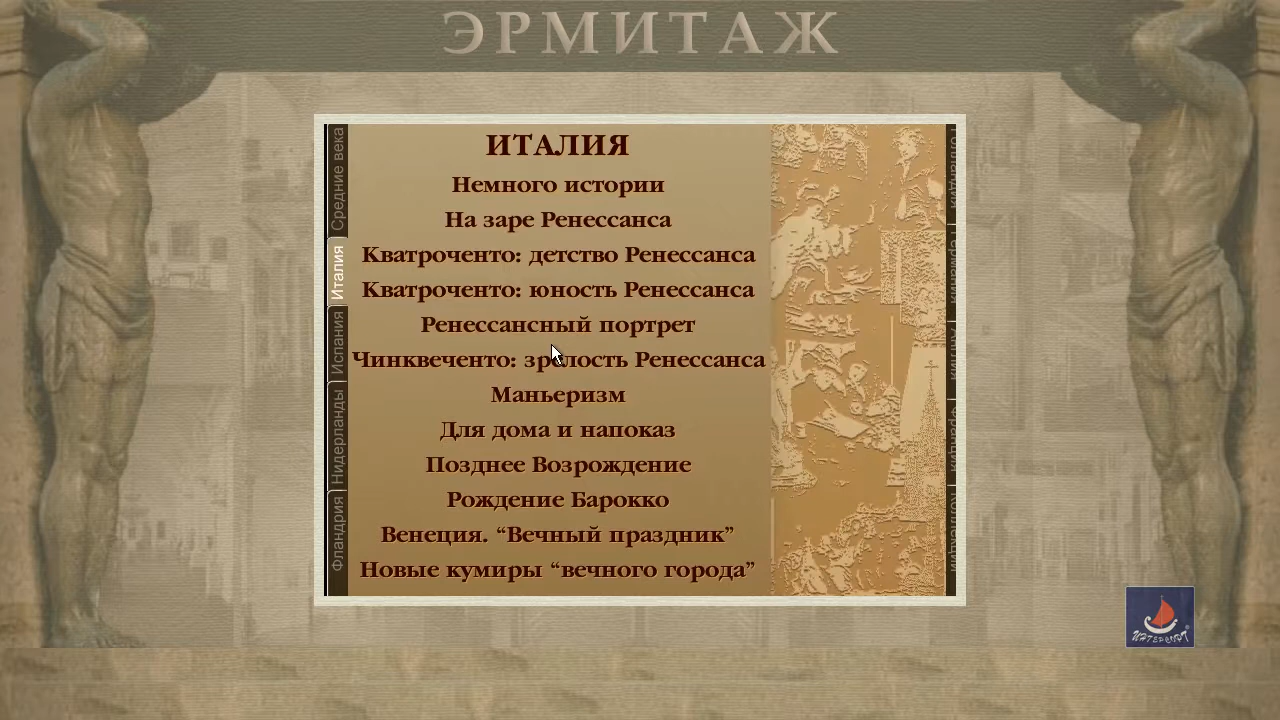 ЭРМИТАЖ
ИТАЛИЯ
Немного истории
На заре Ренессанса
Кватроченто: детство Ренессанса
Кватроченто: юность Ренессанса
Ренессансный портрет
Чинквеченто: зрелость Ренессанса
Маньеризм
Для дома и напоказ
Позднее Возрождение
Рождение Барокко
Венеция. “Вечный праздник”
Новые кумиры “вечного города”
Средние века
Италия
Испания
Нидерланды
Фландрия